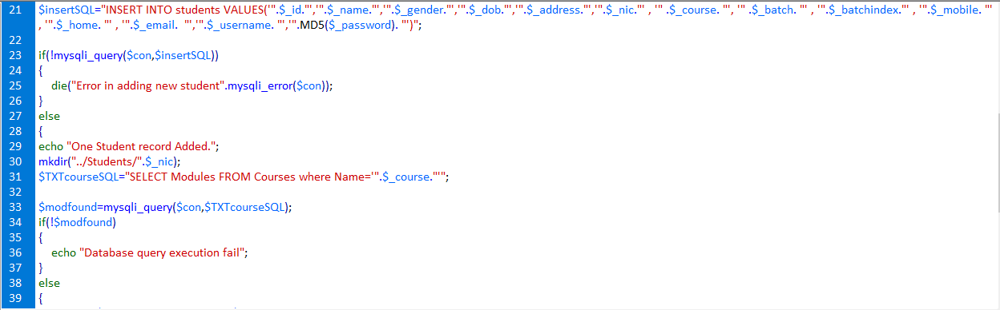 21 $insertSQL="INSERT INTO students VALUES('".$_id."','".$_name."','".$_gender."','".$_dob."','".$_address."','".$_nic."' , '" .$_course. "', '" .$_batch. "' , '".$_batchindex."' , '".$_mobile. "'
, '".$_home. "' , '".$_email. "','".$_username. "','".MD5($_password). "')";
22
23 if(!mysqli_query($con,$insertSQL))
24 {
25 die("Error in adding new student".mysqli_error($con));
26 }
27 else
28 {
29 echo "One Student record Added.";
30 mkdir("../Students/".$_nic);
31 $TXTcourseSQL="SELECT Modules FROM Courses where Name='".$_course."'";
32
33 $modfound=mysqli_query($con,$TXTcourseSQL);
34 if(!$modfound)
35 {
36 echo "Database query execution fail";
37 }
38 else
39 {